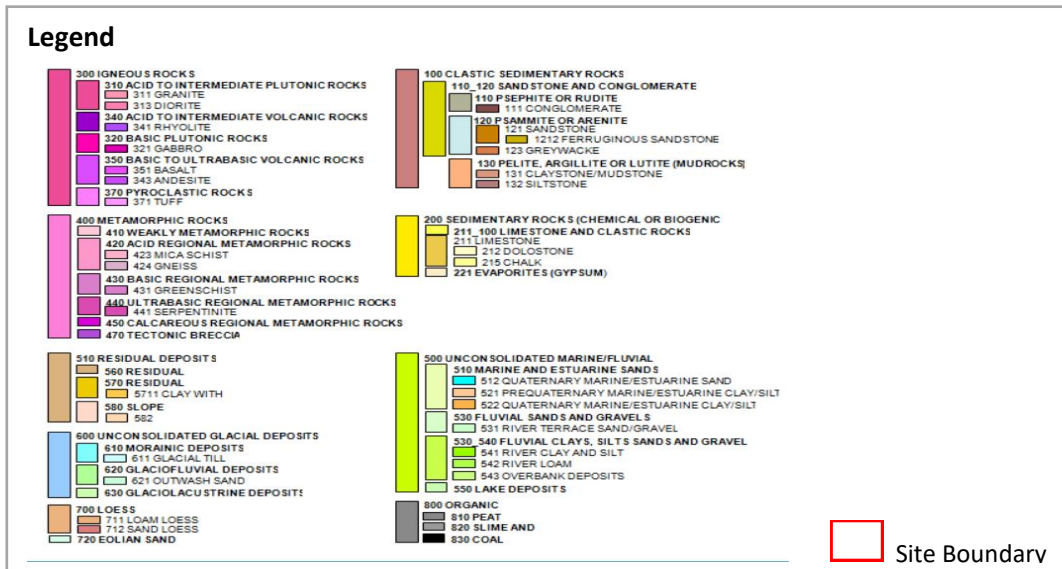 Legend
300 IGNEOUS ROCKS
310 ACID TO INTERMEDIATE PLUTONIC ROCKS
311 GRANITE
313 DIORITE
340 ACID TO INTERMEDIATE VOLCANIC ROCKS
341 RHYOLITE
320 BASIC PLUTONIC ROCKS
321 GABBRO
350 BASIC TO ULTRABASIC VOLCANIC ROCKS
351 BASALT
343 ANDESITE
370 PYROCLASTIC ROCKS
371 TUFF
400 METAMORPHIC ROCKS
410 WEAKLY METAMORPHIC ROCKS
420 ACID REGIONAL METAMORPHIC ROCKS
423 MICA SCHIST
424 GNEISS
430 BASIC REGIONAL METAMORPHIC ROCKS
431 GREENSCHIST
440 ULTRABASIC REGIONAL METAMORPHIC ROCKS
441 SERPENTINITE
450 CALCAREOUS REGIONAL METAMORPHIC ROCKS
470 TECTONIC BRECCIA
510 RESIDUAL DEPOSITS
560 RESIDUAL
570 RESIDUAL
5711 CLAY WITH
580 SLOPE
582
600 UNCONSOLIDATED GLACIAL DEPOSITS
610 MORAINIC DEPOSITS
611 GLACIAL TILL
620 GLACIOFLUVIAL DEPOSITS
621 OUTWASH SAND
630 GLACIOLACUSTRINE DEPOSITS
700 LOESS
711 LOAM LOESS
712 SAND LOESS
720 EOLIAN SAND
100 CLASTIC SEDIMENTARY ROCKS
110_120 SANDSTONE AND CONGLOMERATE
110 PSEPHITE OR RUDITE
111 CONGLOMERATE
120 PSAMMITE OR ARENITE
121 SANDSTONE
1212 FERRUGINOUS SANDSTONE
123 GREYWACKE
130 PELITE, ARGILLITE OR LUTITE (MUDROCKS)
131 CLAYSTONE/MUDSTONE
132 SILTSTONE
200 SEDIMENTARY ROCKS (CHEMICAL OR BIOGENIC
211_100 LIMESTONE AND CLASTIC ROCKS
211 LIMESTONE
212 DOLOSTONE
215 CHALK
221 EVAPORITES (GYPSUM)
500 UNCONSOLIDATED MARINE/FLUVIAL
510 MARINE AND ESTUARINE SANDS
512 QUATERNARY MARINE/ESTUARINE SAND
521 PREQUATERNARY MARINE/ESTUARINE CLAY/SILT
522 QUATERNARY MARINE/ESTUARINE CLAY/SILT
530 FLUVIAL SANDS AND GRAVELS
531 RIVER TERRACE SAND/GRAVEL
530_540 FLUVIAL CLAYS, SILTS SANDS AND GRAVEL
541 RIVER CLAY AND SILT
542 RIVER LOAM
543 OVERBANK DEPOSITS
550 LAKE DEPOSITS
800 ORGANIC
810 PEAT
820 SLIME AND
830 COAL
Site Boundary